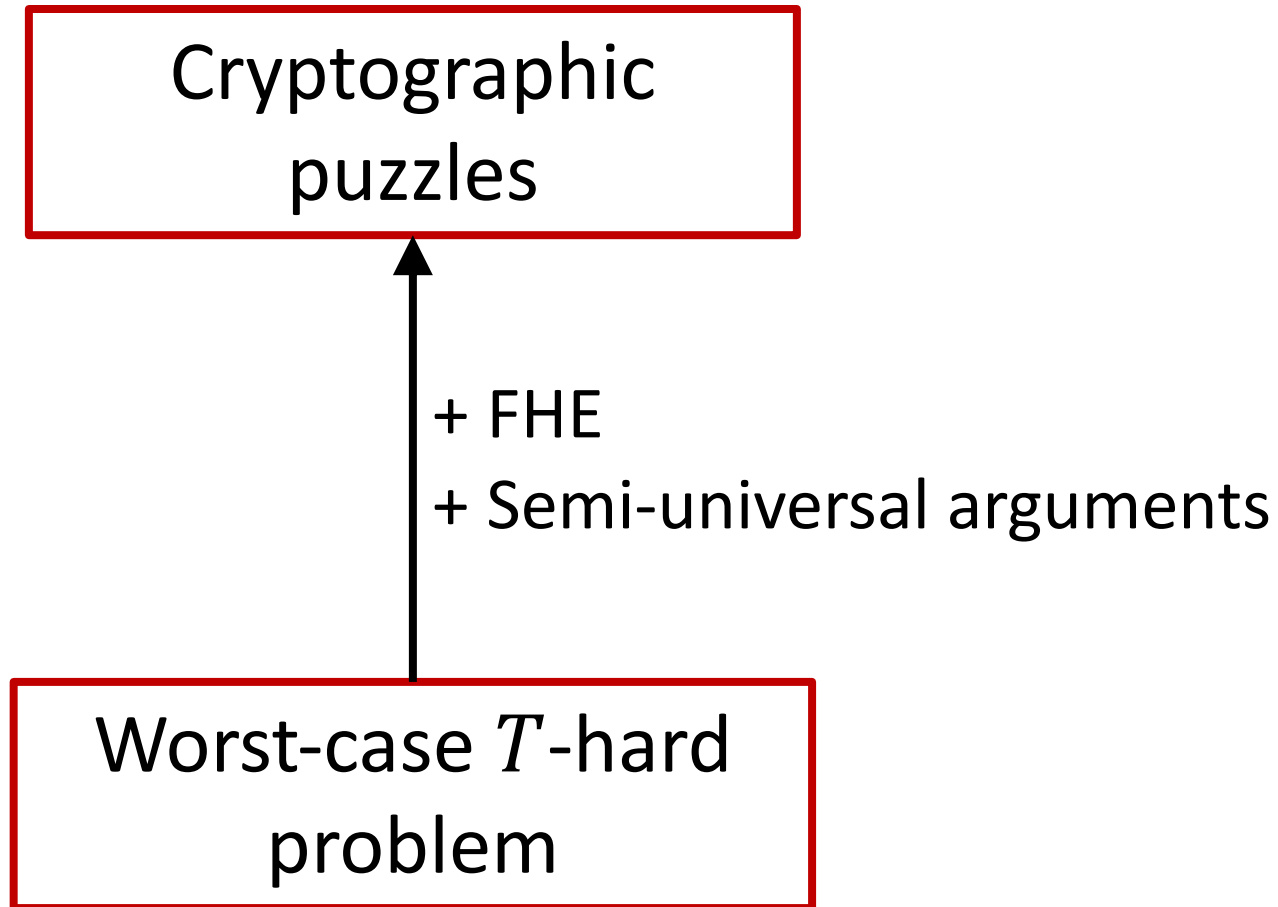 Cryptographic
puzzles
+ FHE
+ Semi-universal arguments
Worst-case T-hard
problem